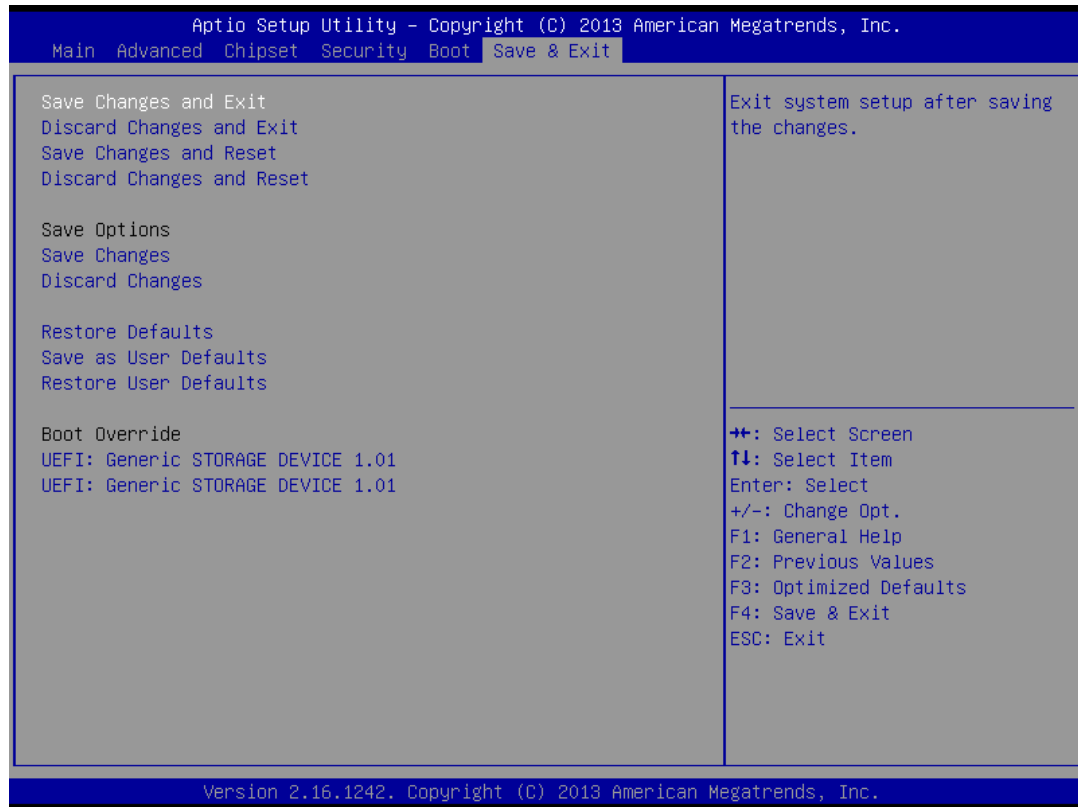 Aptio Setup Utility – Copyright (C) 2013 American Megatrends, Inc.
Main Advanced Chipset Security Boot Save & Exit
Save Changes and Exit
Discard Changes and Exit
Save Changes and Reset
Discard Changes and Reset
Save Options
Save Changes
Discard Changes
Restore Defaults
Save as User Defaults
Restore User Defaults
Boot Override
UEFI: Generic STORAGE DEVICE 1.01
UEFI: Generic STORAGE DEVICE 1.01
Exit system setup after saving
the changes.
→←: Select Screen
↑↓: Select Item
Enter: Select
+/-: Change Opt.
F1: General Help
F2: Previous Values
F3: Optimized Defaults
F4: Save & Exit
ESC: Exit
Version 2.16.1242. Copyright (C) 2013 American Megatrends, Inc.